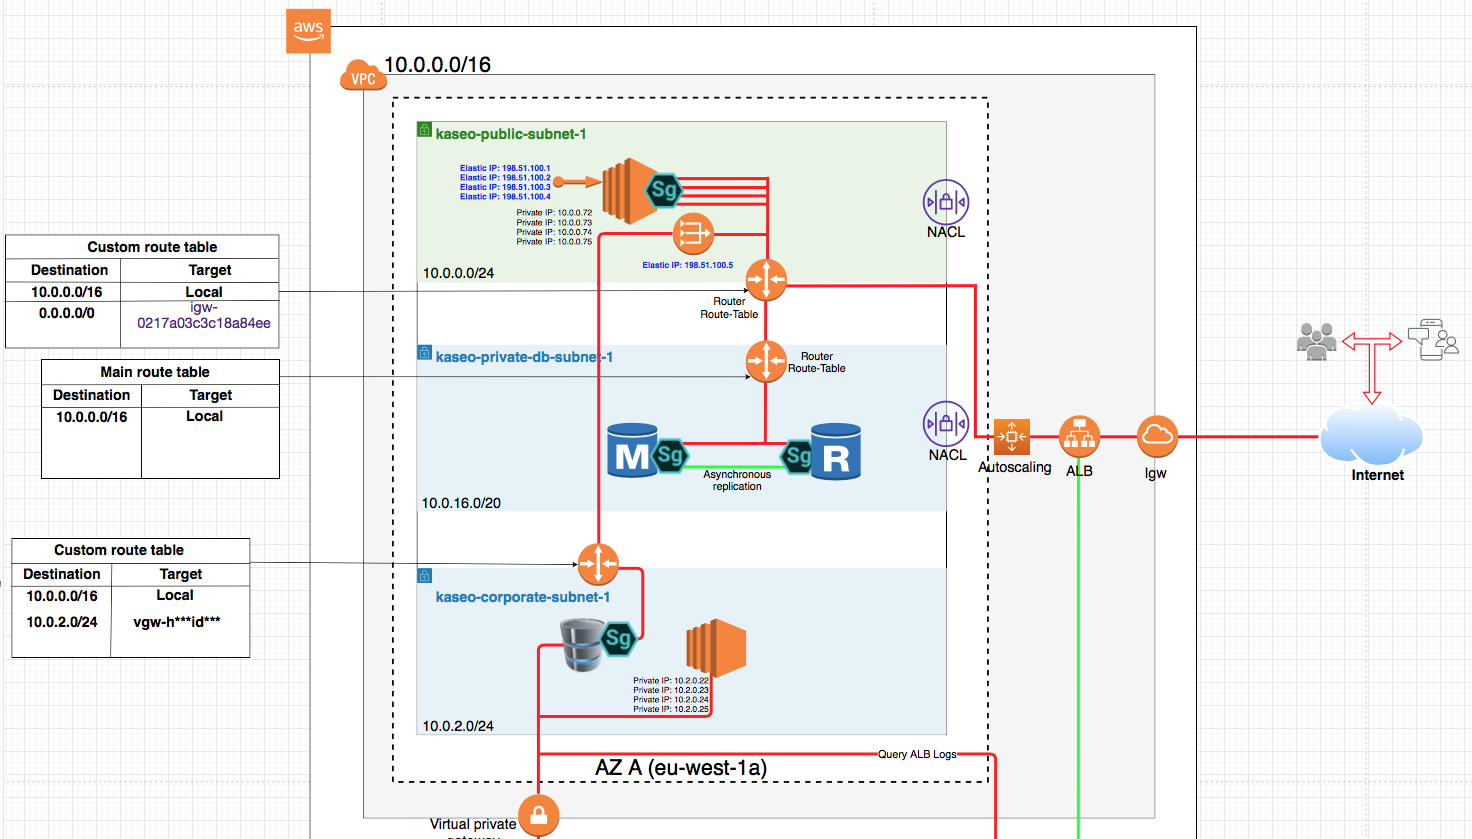 aws
VPC
10.0.0.0/16
kaseo-public-subnet-1
Elastic IP: 198.51.100.1
Elastic IP: 198.51.100.2
Elastic IP: 198.51.100.3
Elastic IP: 198.51.100.4
Sg
Private IP: 10.0.0.72
Private IP: 10.0.0.73
Private IP: 10.0.0.74
Private IP: 10.0.0.75
NACL
Elastic IP: 198.51.100.5
10.0.0.0/24
Router
Route-Table
Custom route table
Destination Target
10.0.0.0/16 Local
0.0.0.0/0 igw-
0217a03c3c18a84ee
Main route table
Destination Target
10.0.0.0/16 Local
kaseo-private-db-subnet-1
Router
Route-Table
M
Sg
Sg
R
Asynchronous
replication
NACL
10.0.16.0/20
Autoscaling
ALB
Igw
Internet
Custom route table
Destination Target
10.0.0.0/16 Local
10.0.2.0/24 vgw-h***id***
kaseo-corporate-subnet-1
Sg
Private IP: 10.2.0.22
Private IP: 10.2.0.23
Private IP: 10.2.0.24
Private IP: 10.2.0.25
10.0.2.0/24
Query ALB Logs
AZ A (eu-west-1a)
Virtual private